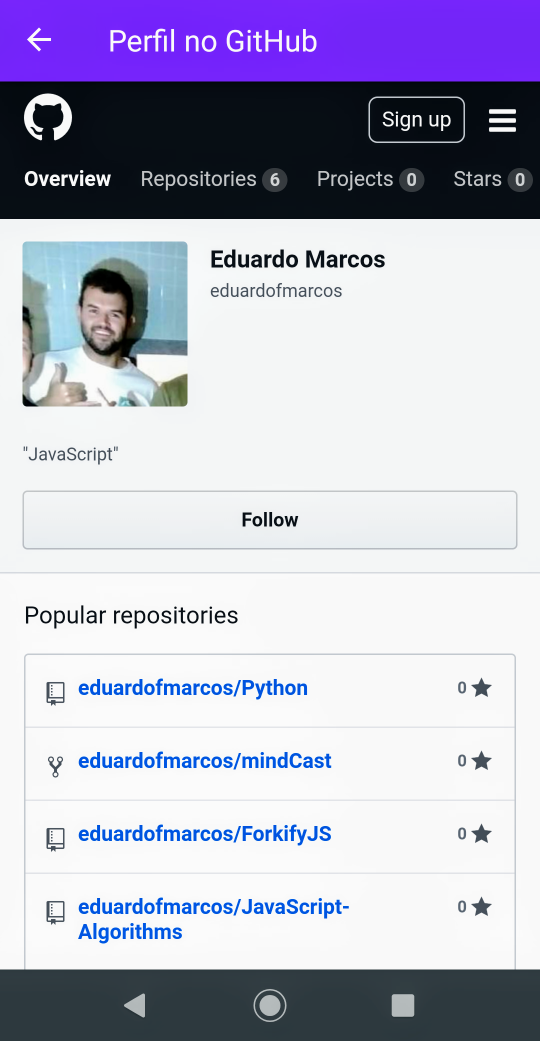 Perfil no GitHub
Sign up
Overview Repositories 6 Projects 0 Stars 0
Eduardo Marcos
eduardofmarcos
"JavaScript"
Follow
Popular repositories
eduardofmarcos/Python 0
eduardofmarcos/mindCast 0
eduardofmarcos/ForkifyJS 0
eduardofmarcos/JavaScript- 0
Algorithms